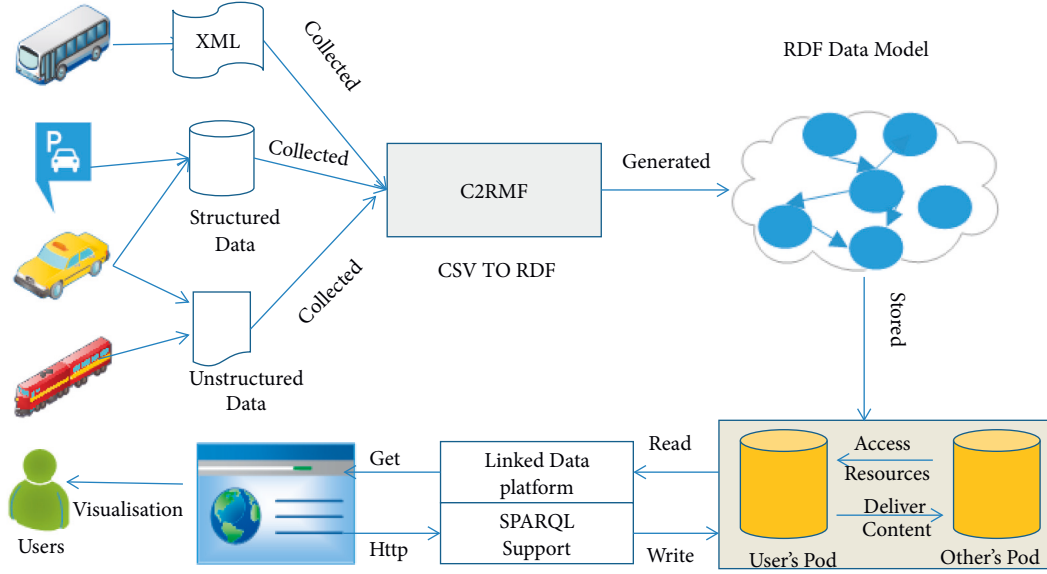 XML
Collected
RDF Data Model
P
Structured
Data
Collected
C2RMF
Generated
CSV TO RDF
Collected
Unstructured
Data
Stored
Users
Visualisation
Get
Http
Linked Data
platform
SPARQL
Support
Read
Write
Access
Resources
Deliver
Content
User's Pod
Other's Pod